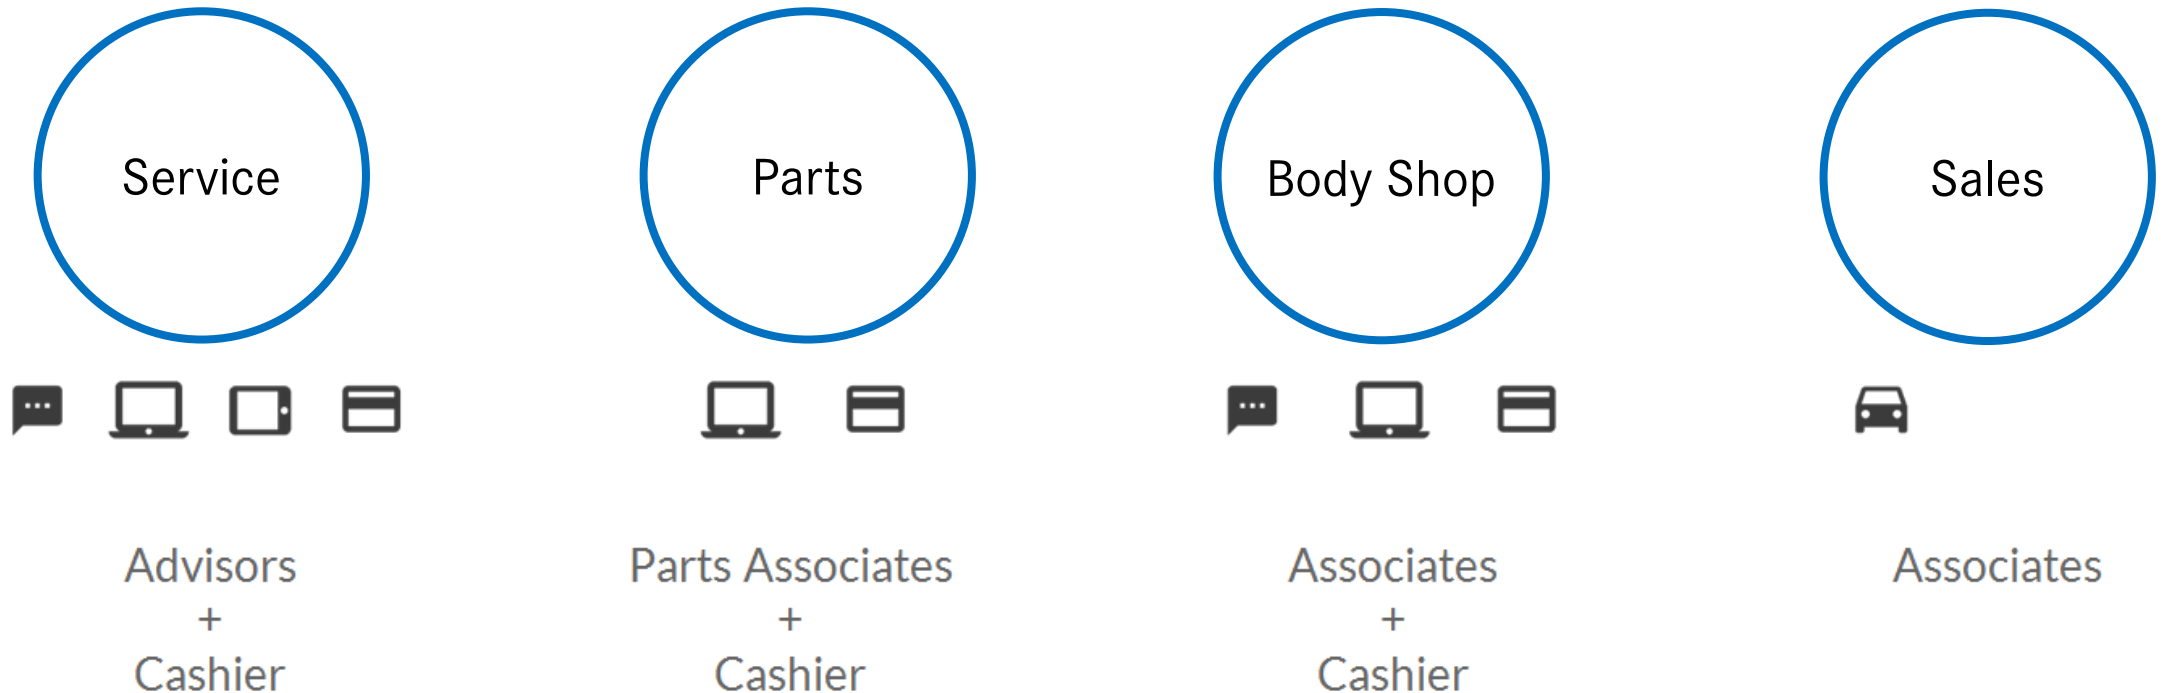 Service
Parts
Body Shop
Sales
Advisors
+
Cashier
Parts Associates
+
Cashier
Associates
+
Cashier
Associates